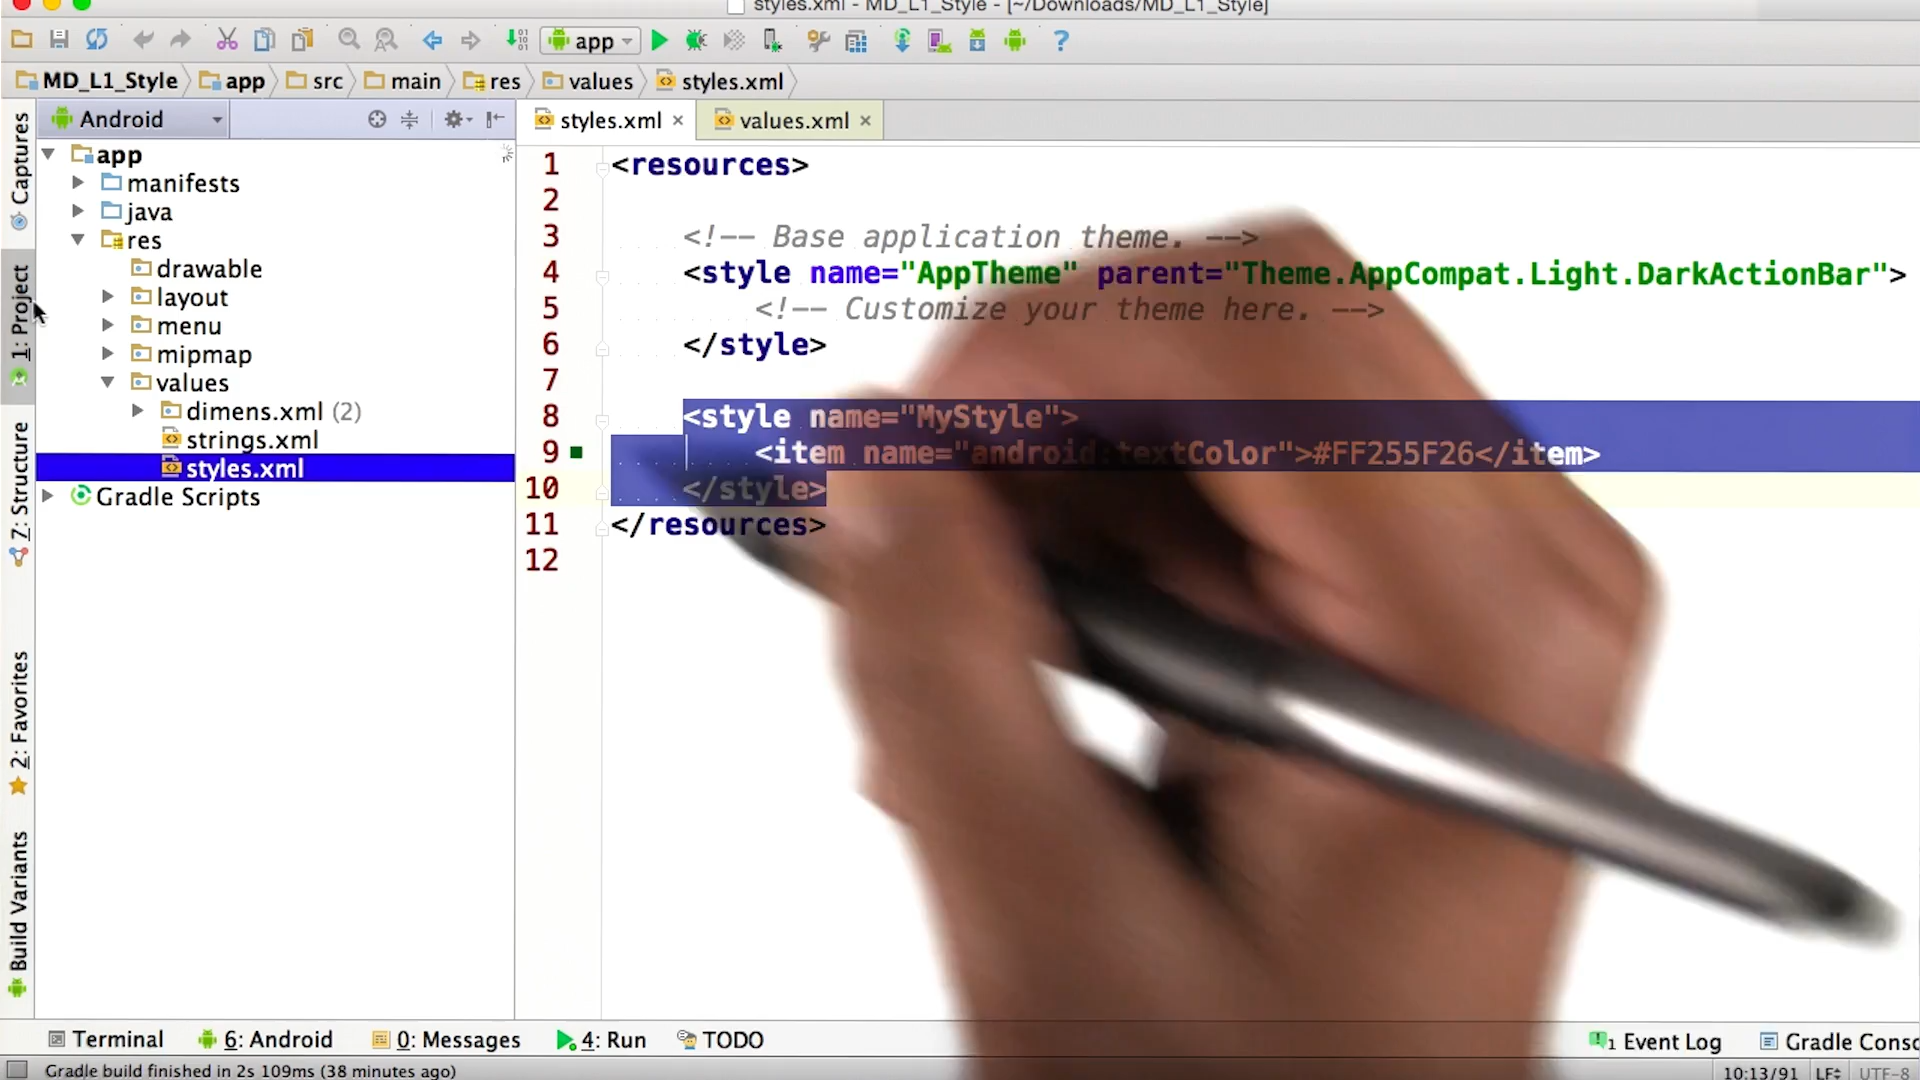 styles.xml - MD_L1_Style - [~/Downloads/MD_L1_Style]
app
MD_L1_Style app src main res values styles.xml
Android
styles.xml values.xml
Captures
1: Project
7: Structure
2: Favorites
Build Variants
app
manifests
java
res
drawable
layout
menu
mipmap
values
dimens.xml (2)
strings.xml
styles.xml
Gradle Scripts
1 <resources>
2
3 <!-- Base application theme. -->
4 <style name="AppTheme" parent="Theme.AppCompat.Light.DarkActionBar">
5 <!-- Customize your theme here. -->
6 </style>
7
8 <style name="MyStyle">
9 <item name="android:textColor">#FF255F26</item>
10 </style>
11 </resources>
12
Terminal 6: Android 0: Messages 4: Run TODO 1 Event Log Gradle Conso
Gradle build finished in 2s 109ms (38 minutes ago) 10:13/91 LF UTF-8